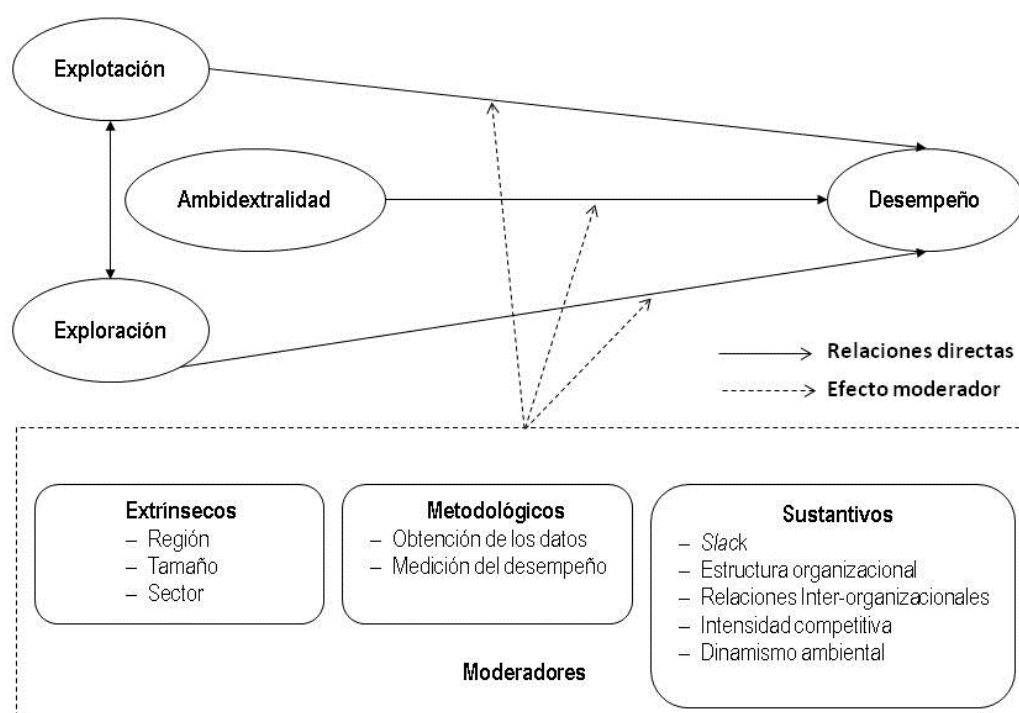 Explotación
Ambidextralidad
Desempeño
Exploración
Relaciones directas
Efecto moderador
Extrínsecos
– Región
– Tamaño
– Sector
Metodológicos
– Obtención de los datos
– Medición del desempeño
Sustantivos
– Slack
– Estructura organizacional
– Relaciones Inter-organizacionales
– Intensidad competitiva
– Dinamismo ambiental
Moderadores